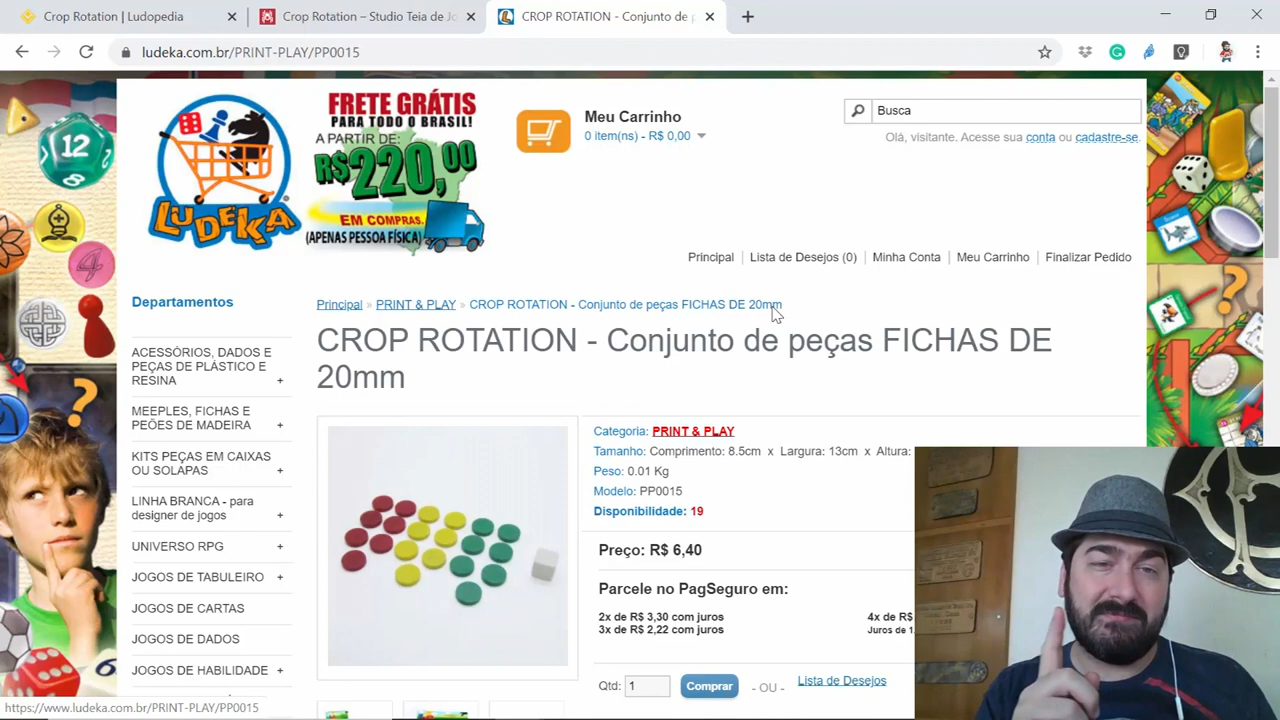 Crop Rotation | Ludopedia
Crop Rotation – Studio Teia de Jo
CROP ROTATION - Conjunto de p
ludeka.com.br/PRINT-PLAY/PP0015
LUDEKA
FRETE GRÁTIS
PARA TODO O BRASIL!
A PARTIR DE:
R$220,00
EM COMPRAS.
(APENAS PESSOA FÍSICA)
Meu Carrinho
0 item(ns) - R$ 0,00
Busca
Olá, visitante. Acesse sua conta ou cadastre-se.
Principal
Lista de Desejos (0)
Minha Conta
Meu Carrinho
Finalizar Pedido
12
4
Departamentos
ACESSÓRIOS, DADOS E
PEÇAS DE PLÁSTICO E
RESINA +
MEEPLES, FICHAS E
PEÕES DE MADEIRA +
KITS PEÇAS EM CAIXAS
OU SOLAPAS +
LINHA BRANCA - para
designer de jogos +
UNIVERSO RPG +
JOGOS DE TABULEIRO +
JOGOS DE CARTAS
JOGOS DE DADOS
JOGOS DE HABILIDADE +
Principal » PRINT & PLAY » CROP ROTATION - Conjunto de peças FICHAS DE 20mm
CROP ROTATION - Conjunto de peças FICHAS DE
20mm
Categoria: PRINT & PLAY
Tamanho: Comprimento: 8.5cm x Largura: 13cm x Altura:
Peso: 0.01 Kg
Modelo: PP0015
Disponibilidade: 19
Preço: R$ 6,40
Parcele no PagSeguro em:
2x de R$ 3,30 com juros
3x de R$ 2,22 com juros
4x de R$
Juros de 1,
Qtd: 1
Comprar
- OU -
Lista de Desejos
https://www.ludeka.com.br/PRINT-PLAY/PP0015